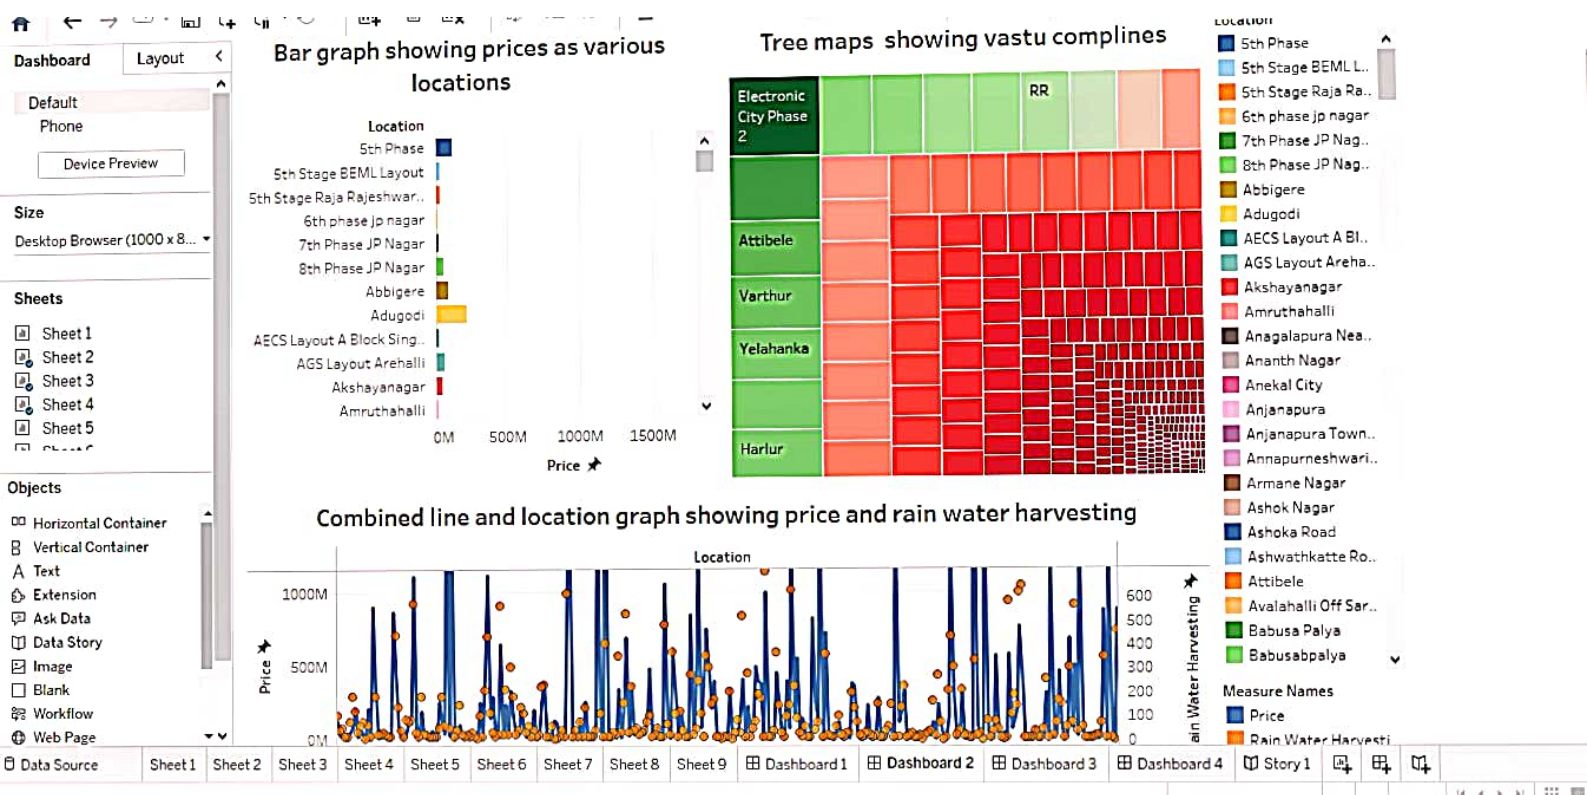 Dashboard
Layout
Default
Phone
Device Preview
Size
Desktop Browser (1000 x 8...
Sheets
Sheet 1
Sheet 2
Sheet 3
Sheet 4
Sheet 5
Objects
Horizontal Container
Vertical Container
Text
Extension
Ask Data
Data Story
Image
Blank
Workflow
Web Page
Bar graph showing prices as various
locations
Location
5th Phase
5th Stage BEML Layout
5th Stage Raja Rajeshwar..
6th phase jp nagar
7th Phase JP Nagar
8th Phase JP Nagar
Abbigere
Adugodi
AECS Layout A Block Sing..
AGS Layout Arehalli
Akshayanagar
Amruthahalli
0M 500M 1000M 1500M
Price
Tree maps showing vastu complines
Electronic
City Phase
2
RR
Attibele
Varthur
Yelahanka
Harlur
Combined line and location graph showing price and rain water harvesting
Location
1000M
500M
0M
Price
600
500
400
300
200
100
0
ain Water Harvesting
Location
5th Phase
5th Stage BEML L..
5th Stage Raja Ra..
6th phase jp nagar
7th Phase JP Nag..
8th Phase JP Nag..
Abbigere
Adugodi
AECS Layout A Bl..
AGS Layout Areha..
Akshayanagar
Amruthahalli
Anagalapura Nea..
Ananth Nagar
Anekal City
Anjanapura
Anjanapura Town..
Annapurneshwari..
Armane Nagar
Ashok Nagar
Ashoka Road
Ashwathkatte Ro..
Attibele
Avalahalli Off Sar..
Babusa Palya
Babusabpalya
Measure Names
Price
Rain Water Harvesti
Data Source
Sheet 1
Sheet 2
Sheet 3
Sheet 4
Sheet 5
Sheet 6
Sheet 7
Sheet 8
Sheet 9
Dashboard 1
Dashboard 2
Dashboard 3
Dashboard 4
Story 1